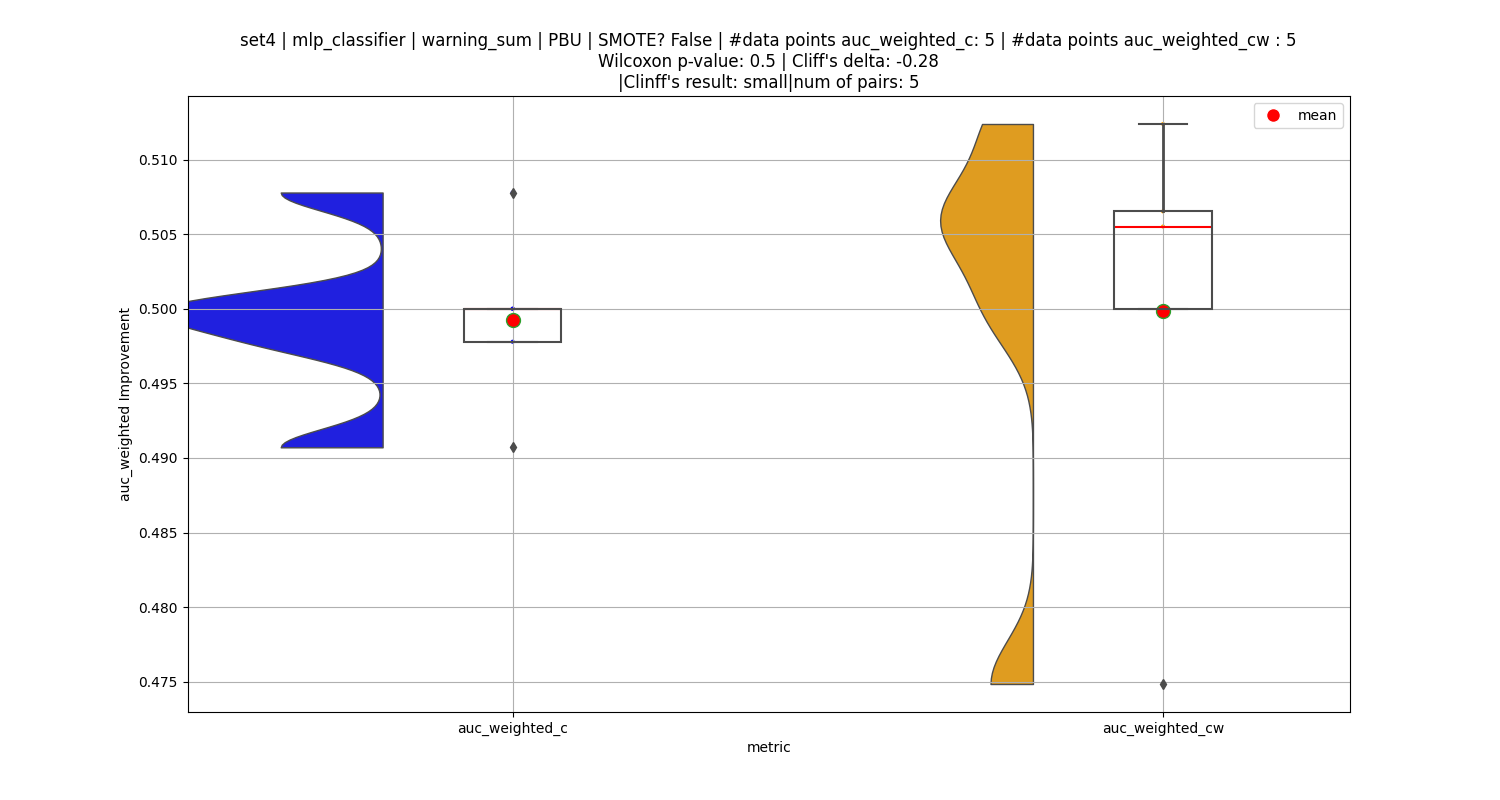 set4 | mlp_classifier | warning_sum | PBU | SMOTE? False | #data points auc_weighted_c: 5 | #data points auc_weighted_cw : 5
Wilcoxon p-value: 0.5 | Cliff's delta: -0.28
|Clinff's result: small|num of pairs: 5
mean
0.510
0.505
0.500
0.495
0.490
0.485
0.480
0.475
auc_weighted Improvement
auc_weighted_c
auc_weighted_cw
metric